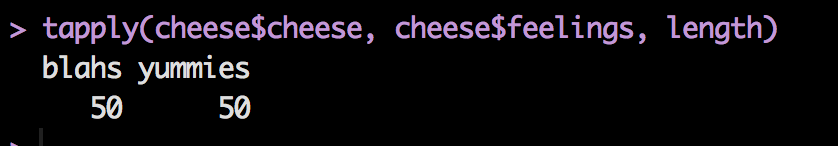 > tapply(cheese$cheese, cheese$feelings, length)
blahs yummies
50 50
>